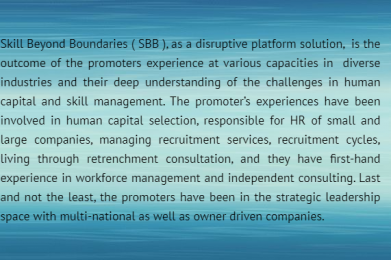 Skill Beyond Boundaries ( SBB ), as a disruptive platform solution, is the
outcome of the promoters experience at various capacities in diverse
industries and their deep understanding of the challenges in human
capital and skill management. The promoter's experiences have been
involved in human capital selection, responsible for HR of small and
large companies, managing recruitment services, recruitment cycles,
living through retrenchment consultation, and they have first-hand
experience in workforce management and independent consulting. Last
and not the least, the promoters have been in the strategic leadership
space with multi-national as well as owner driven companies.